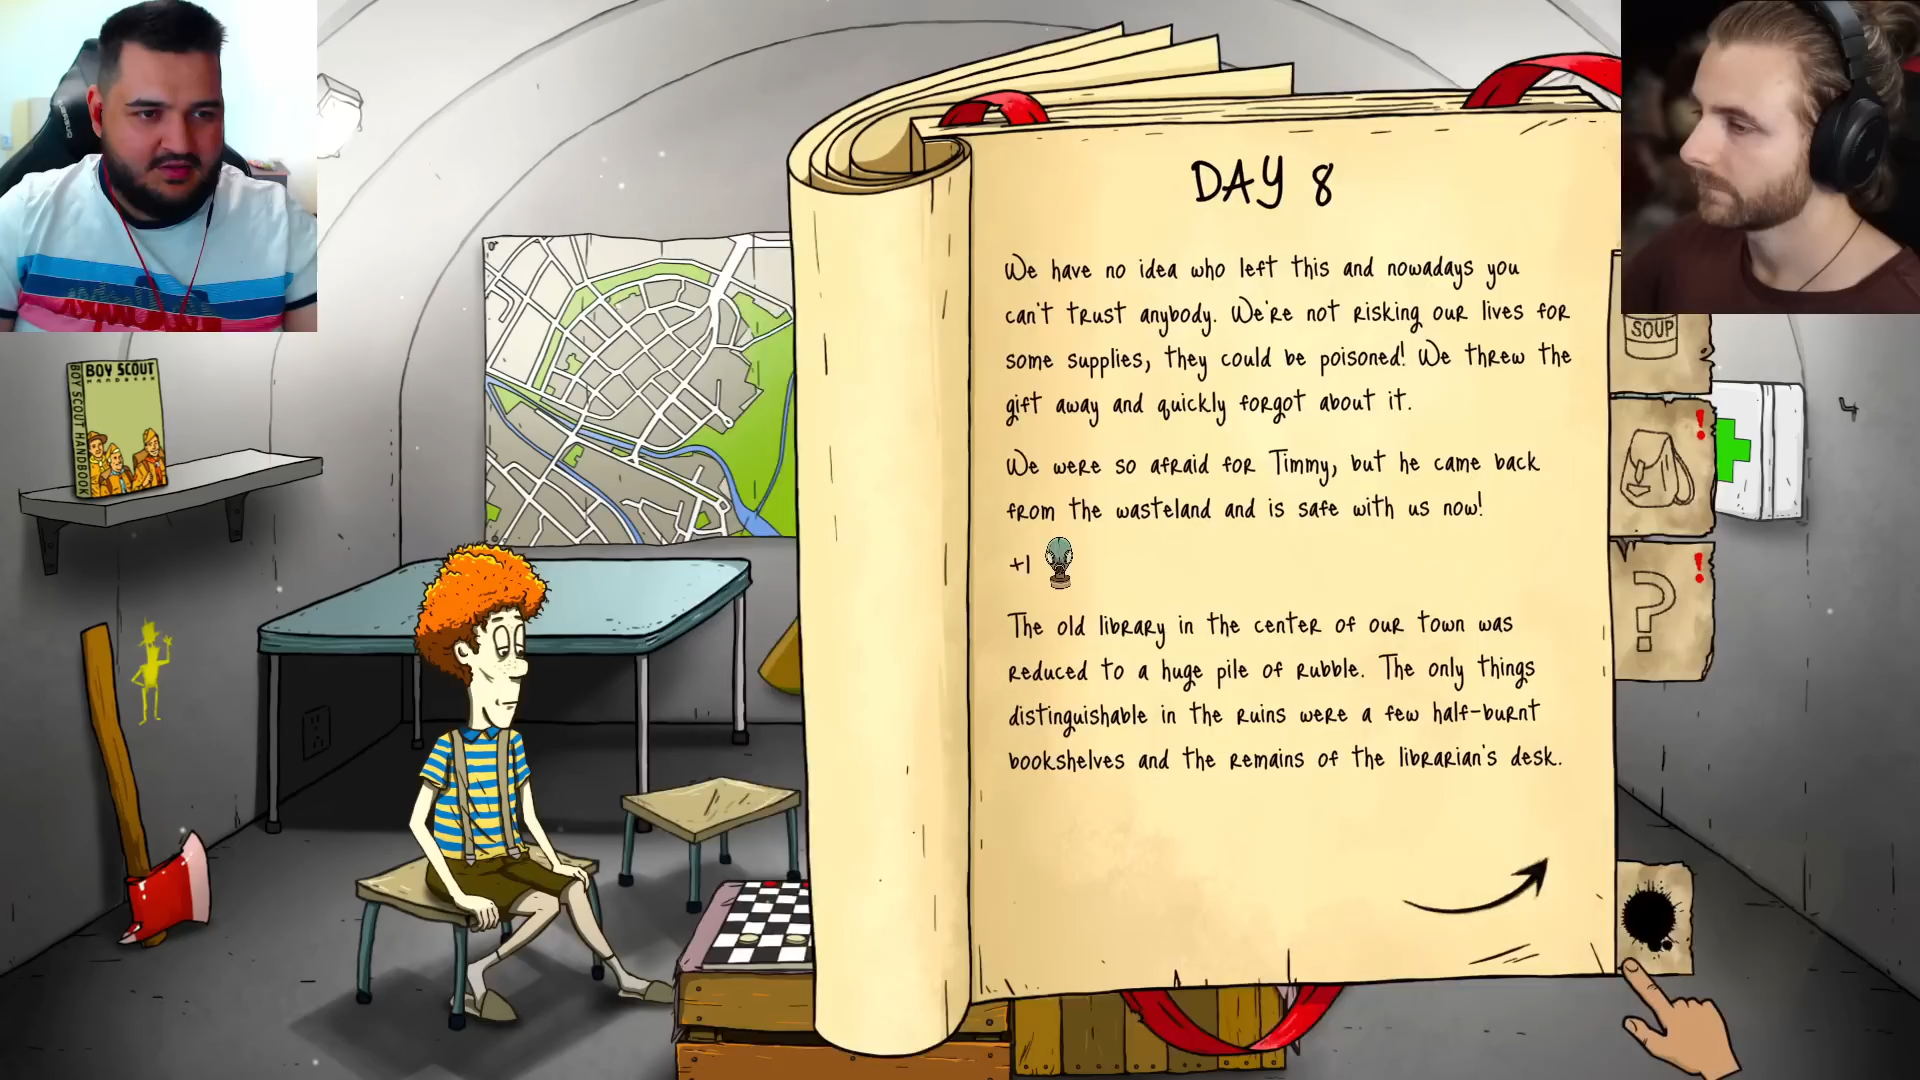 DAY 8
We have no idea who left this and nowadays you
can't trust anybody. We're not risking our lives for
some supplies, they could be poisoned! We threw the
gift away and quickly forgot about it.
We were so afraid for Timmy, but he came back
from the wasteland and is safe with us now!
+1
The old library in the center of our town was
reduced to a huge pile of rubble. The only things
distinguishable in the ruins were a few half-burnt
bookshelves and the remains of the librarian's desk.
BOY SCOUT
HANDBOOK
BOY SCOUT HANDBOOK
SOUP
!
!
?